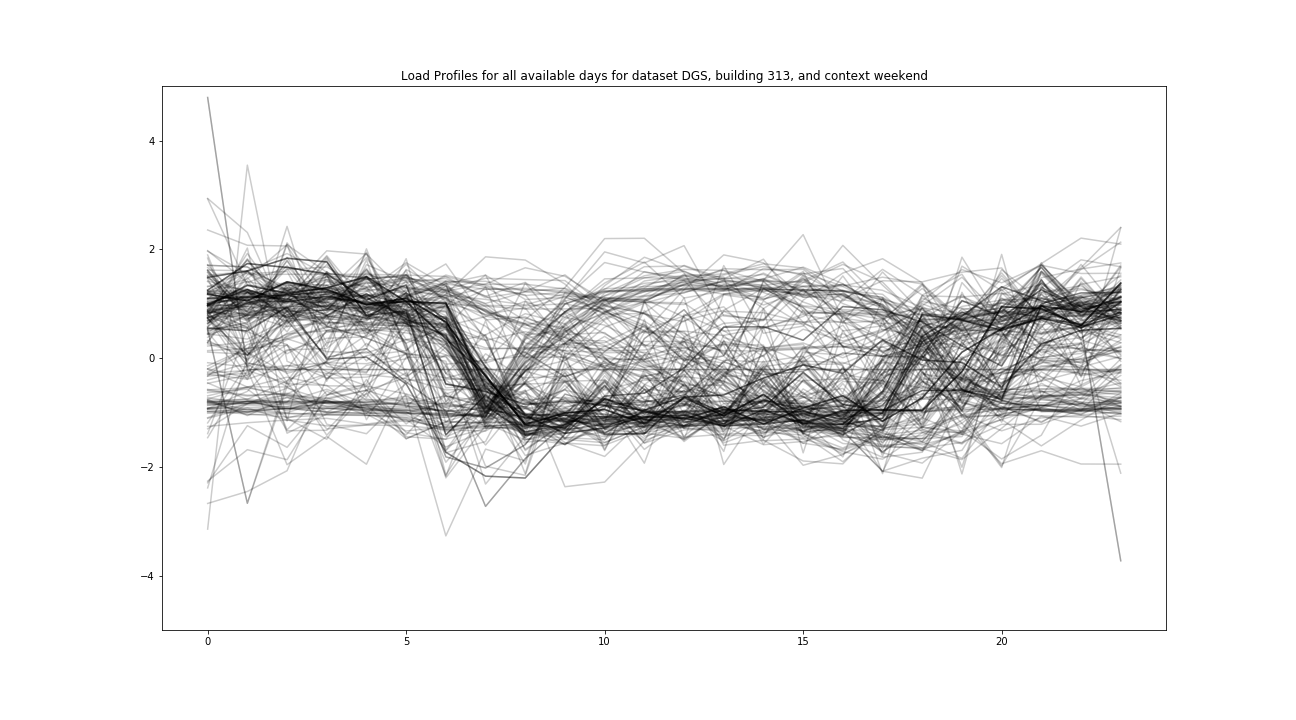 Load Profiles for all available days for dataset DGS, building 313, and context weekend
4
2
0
−2
−4
0 5 10 15 20